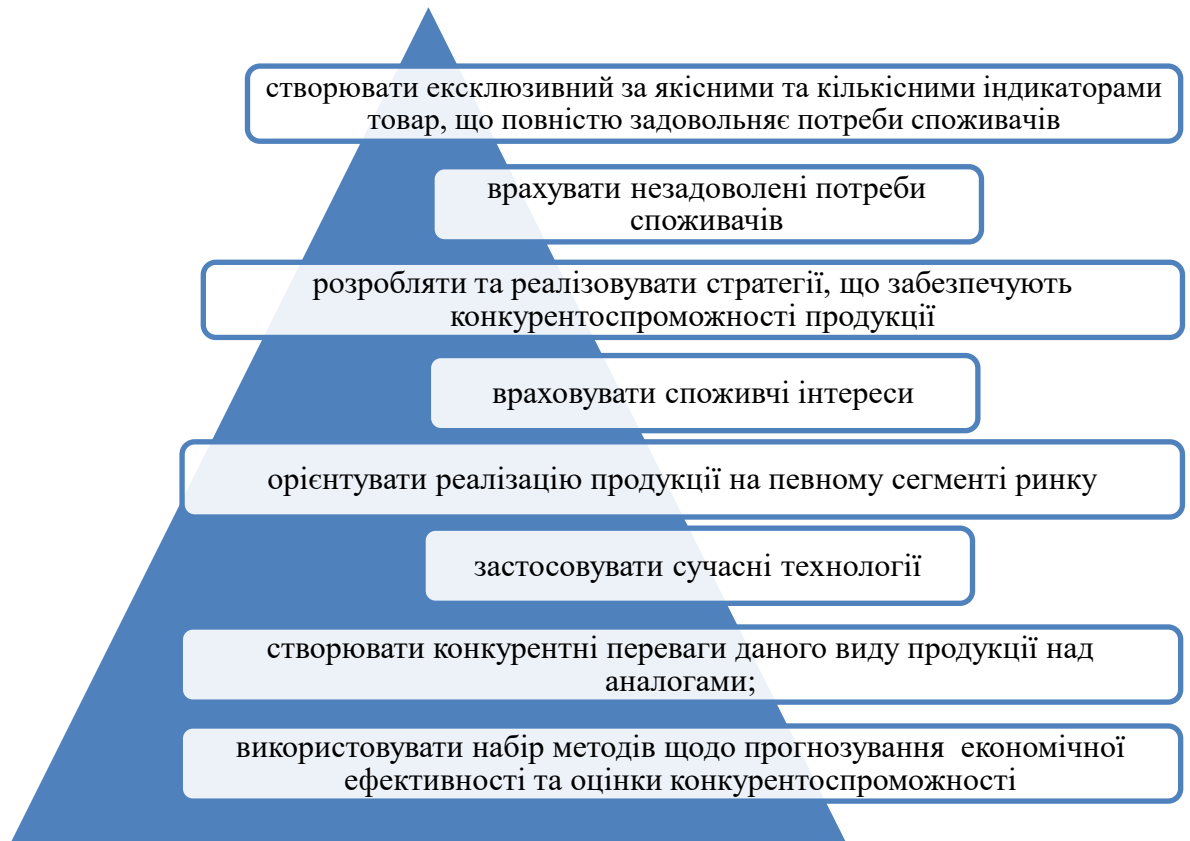 створювати ексклюзивний за якісними та кількісними індикаторами
товар, що повністю задовольняє потреби споживачів
врахувати незадоволені потреби
споживачів
розробляти та реалізовувати стратегії, що забезпечують
конкурентоспроможності продукції
враховувати споживчі інтереси
орієнтувати реалізацію продукції на певному сегменті ринку
застосовувати сучасні технології
створювати конкурентні переваги даного виду продукції над
аналогами;
використовувати набір методів щодо прогнозування економічної
ефективності та оцінки конкурентоспроможності